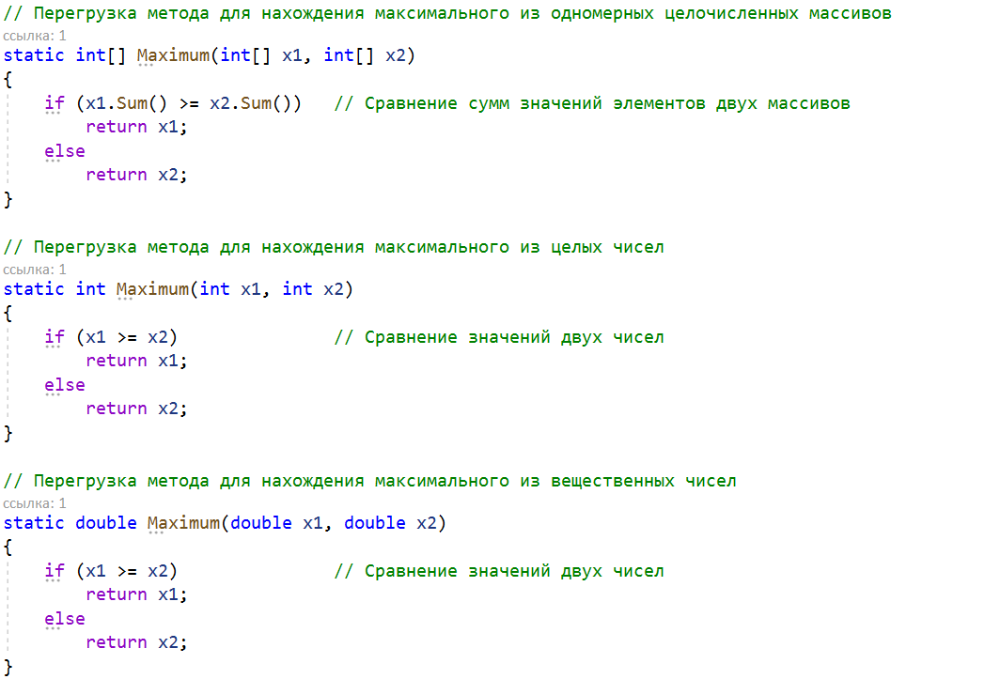 // Перегрузка метода для нахождения максимального из одномерных целочисленных массивов
ссылка: 1
static int[] Maximum(int[] x1, int[] x2)
{
    if (x1.Sum() >= x2.Sum())   // Сравнение сумм значений элементов двух массивов
        return x1;
    else
        return x2;
}

// Перегрузка метода для нахождения максимального из целых чисел
ссылка: 1
static int Maximum(int x1, int x2)
{
    if (x1 >= x2)               // Сравнение значений двух чисел
        return x1;
    else
        return x2;
}

// Перегрузка метода для нахождения максимального из вещественных чисел
ссылка: 1
static double Maximum(double x1, double x2)
{
    if (x1 >= x2)               // Сравнение значений двух чисел
        return x1;
    else
        return x2;
}